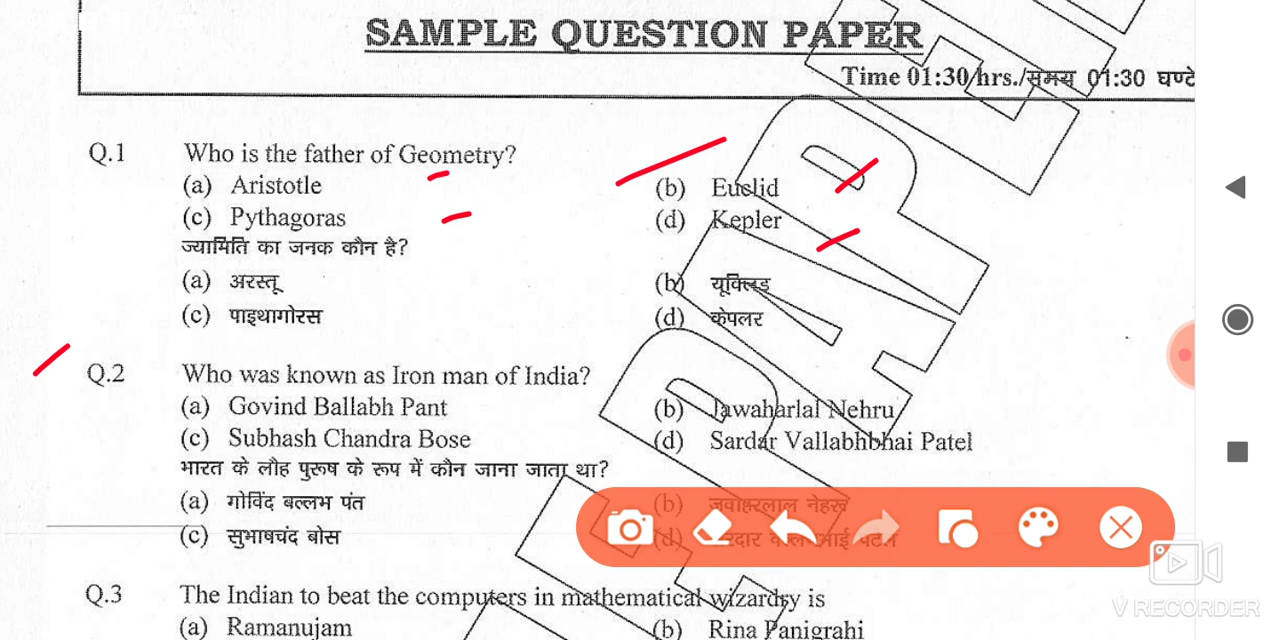 SAMPLE QUESTION PAPER
Time 01:30 hrs./समय 01:30 घण्टे
Q.1 Who is the father of Geometry?
(a) Aristotle (b) Euclid
(c) Pythagoras (d) Kepler
ज्यामिति का जनक कौन है?
(a) अरस्तू (b) यूक्लिड
(c) पाइथागोरस (d) केपलर
Q.2 Who was known as Iron man of India?
(a) Govind Ballabh Pant (b) Jawaharlal Nehru
(c) Subhash Chandra Bose (d) Sardar Vallabhbhai Patel
भारत के लौह पुरूष के रूप में कौन जाना जाता था?
(a) गोविंद बल्लभ पंत (b) जवाहरलाल नेहरू
(c) सुभाषचंद बोस (d)
Q.3 The Indian to beat the computers in mathematical wizardry is
(a) Ramanujam (b) Rina Panigrahi
V RECORDER